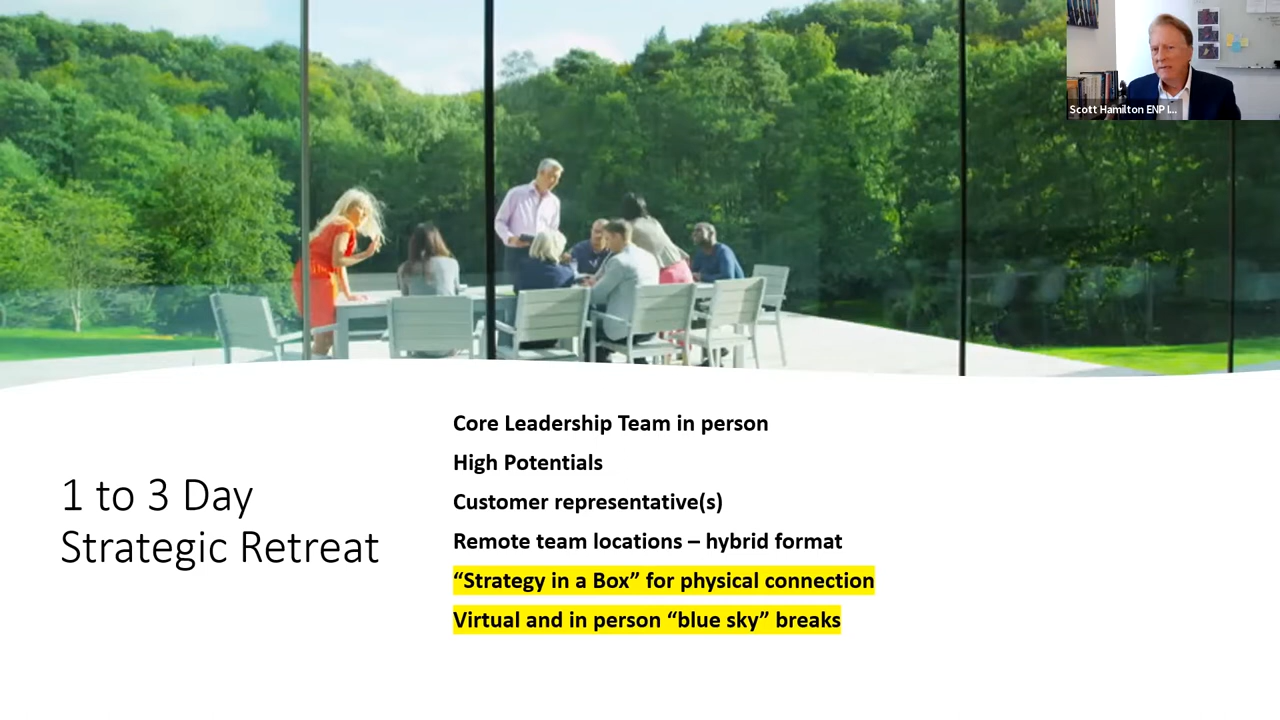 Scott Hamilton ENP I...
1 to 3 Day
Strategic Retreat
Core Leadership Team in person
High Potentials
Customer representative(s)
Remote team locations – hybrid format
“Strategy in a Box” for physical connection
Virtual and in person “blue sky” breaks